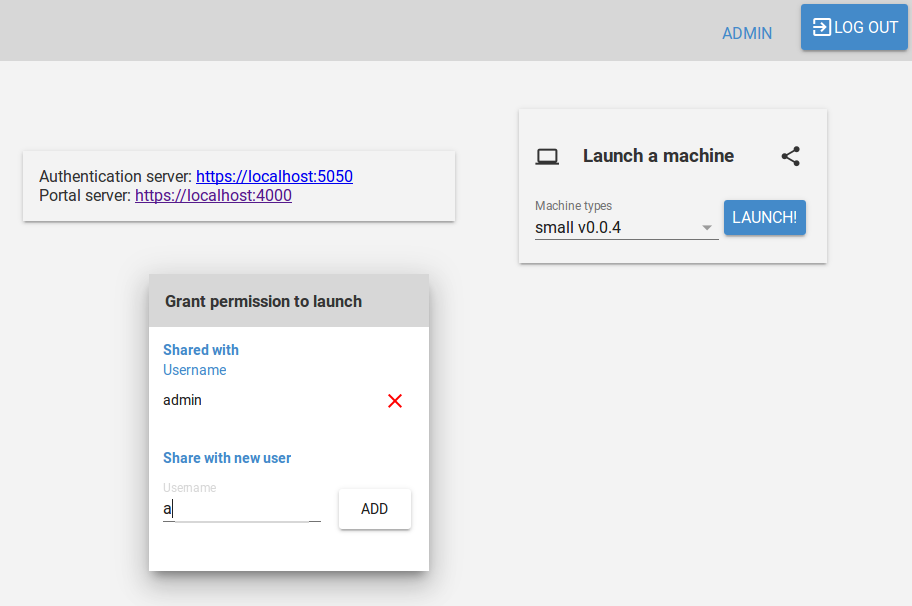 ADMIN
LOG OUT
Authentication server: https://localhost:5050
Portal server: https://localhost:4000
Launch a machine
Machine types
small v0.0.4
LAUNCH!
Grant permission to launch
Shared with
Username
admin
Share with new user
Username
a
ADD